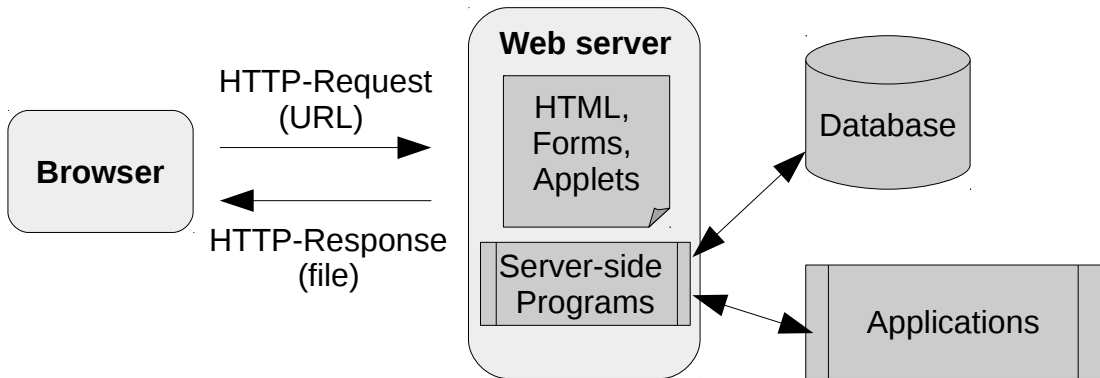 Browser
HTTP-Request
(URL)
HTTP-Response
(file)
Web server
HTML,
Forms,
Applets
Server-side
Programs
Database
Applications